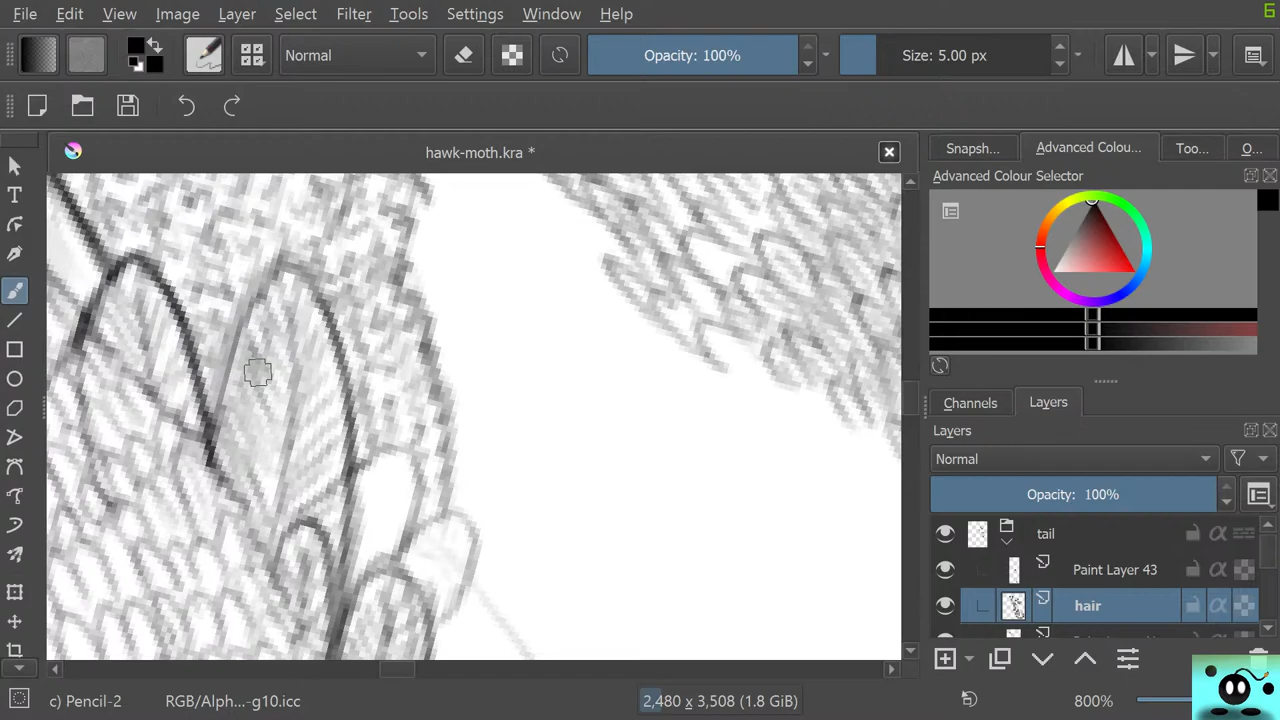 File Edit View Image Layer Select Filter Tools Settings Window Help
6
Normal Opacity: 100% Size: 5.00 px
hawk-moth.kra *
Snapsh... Advanced Colou... Too... O...
Advanced Colour Selector
Channels Layers
Layers
Normal
Opacity: 100%
tail
Paint Layer 43
hair
c) Pencil-2 RGB/Alph...-g10.icc 2,480 x 3,508 (1.8 GiB) 800%